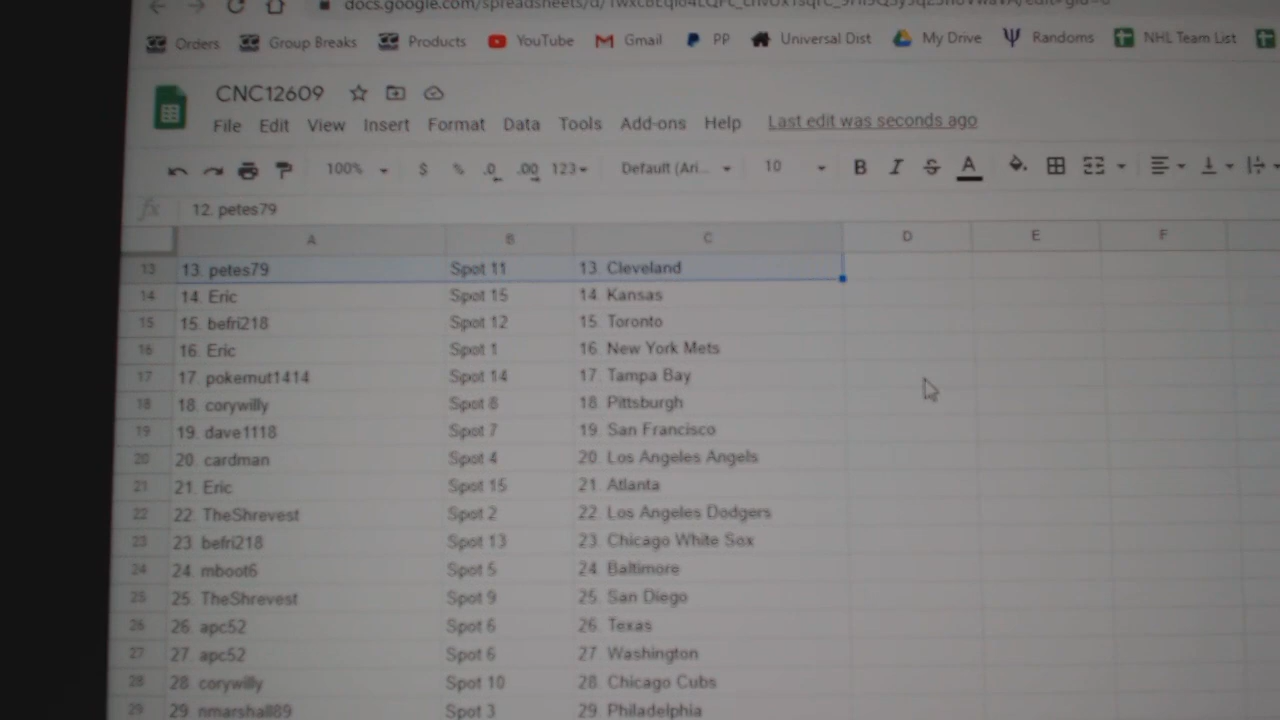 Orders Group Breaks Products YouTube Gmail PP Universal Dist My Drive Randoms NHL Team List
CNC12609
File Edit View Insert Format Data Tools Add-ons Help Last edit was seconds ago
100% $ % .0 .00 123 Default (Ari... 10 B I S A
fx 12. petes79
A B C D E F
13 13. petes79 Spot 11 13. Cleveland
14 14. Eric Spot 15 14. Kansas
15 15. befri218 Spot 12 15. Toronto
16 16. Eric Spot 1 16. New York Mets
17 17. pokemut1414 Spot 14 17. Tampa Bay
18 18. corywilly Spot 8 18. Pittsburgh
19 19. dave1118 Spot 7 19. San Francisco
20 20. cardman Spot 4 20. Los Angeles Angels
21 21. Eric Spot 15 21. Atlanta
22 22. TheShrevest Spot 2 22. Los Angeles Dodgers
23 23. befri218 Spot 13 23. Chicago White Sox
24 24. mboot6 Spot 5 24. Baltimore
25 25. TheShrevest Spot 9 25. San Diego
26 26. apc52 Spot 6 26. Texas
27 27. apc52 Spot 6 27. Washington
28 28. corywilly Spot 10 28. Chicago Cubs
29 29. nmarshall89 Spot 3 29. Philadelphia